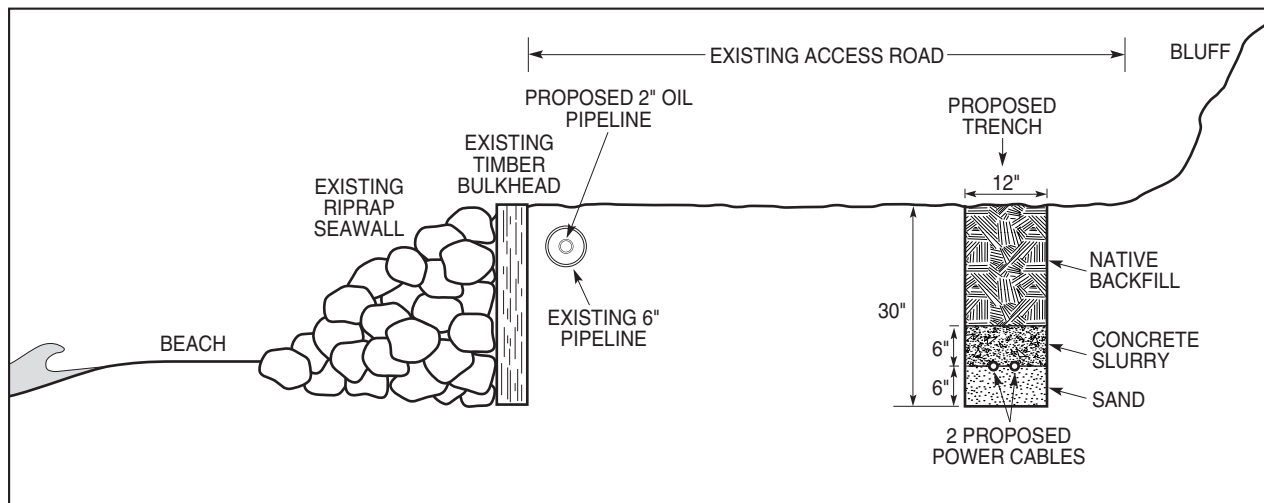 EXISTING ACCESS ROAD
BLUFF
PROPOSED 2" OIL
PIPELINE
PROPOSED
TRENCH
EXISTING
TIMBER
BULKHEAD
EXISTING
RIPRAP
SEAWALL
12"
NATIVE
BACKFILL
30"
EXISTING 6"
PIPELINE
BEACH
6"
CONCRETE
SLURRY
6"
SAND
2 PROPOSED
POWER CABLES